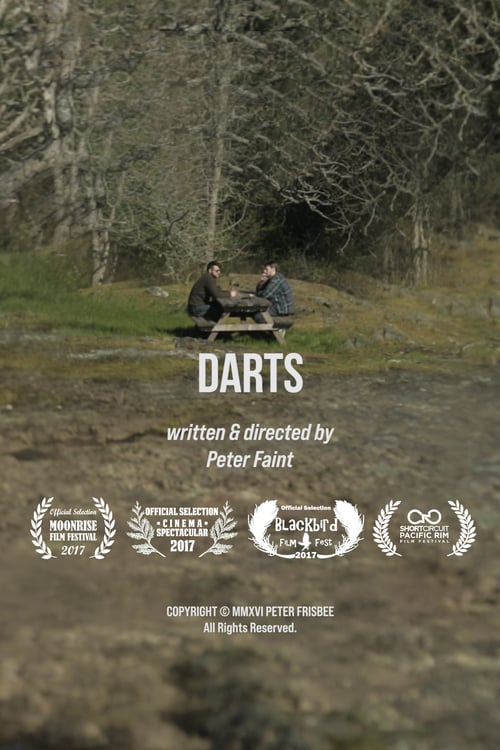 DARTS
written & directed by
Peter Faint
Official Selection
MOONRISE
FILM FESTIVAL
2017
OFFICIAL SELECTION
CINEMA
SPECTACULAR
2017
Official Selection
BLACKbird
FiLM FEST
2017
SHORTCIRCUIT
PACIFIC RIM
FILM FESTIVAL
COPYRIGHT © MMXVI PETER FRISBEE
All Rights Reserved.